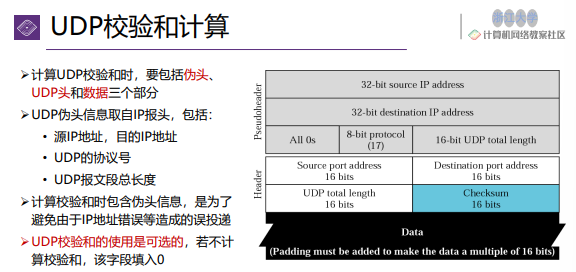 UDP校验和计算
浙江大学
计算机网络教案社区
➢计算UDP校验和时，要包括伪头、
UDP头和数据三个部分
➢UDP伪头信息取自IP报头，包括：
• 源IP地址，目的IP地址
• UDP的协议号
• UDP报文段总长度
➢计算校验和时包含伪头信息，是为了
避免由于IP地址错误等造成的误投递
➢UDP校验和的使用是可选的，若不计
算校验和，该字段填入0
Pseudoheader
32-bit source IP address
32-bit destination IP address
All 0s
8-bit protocol
(17)
16-bit UDP total length
Header
Source port address
16 bits
Destination port address
16 bits
UDP total length
16 bits
Checksum
16 bits
Data
(Padding must be added to make the data a multiple of 16 bits)